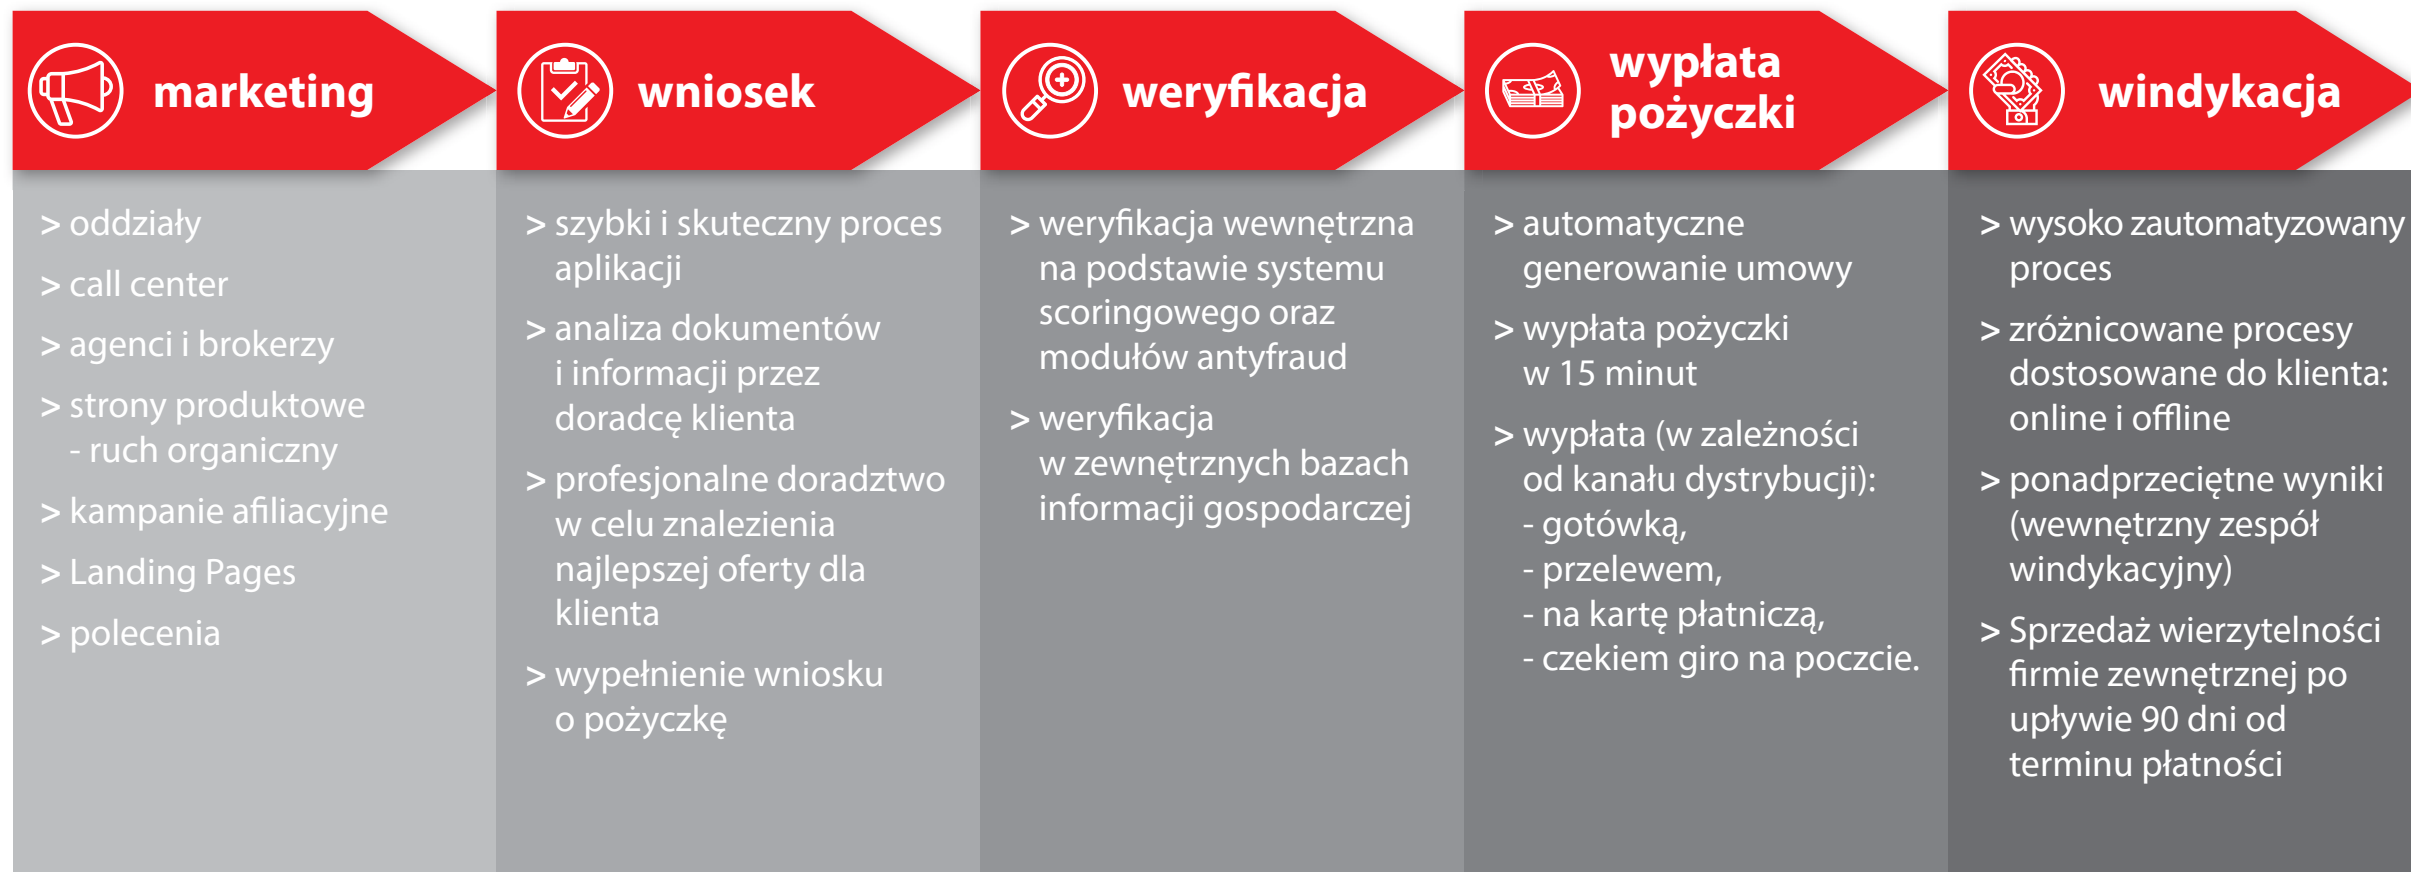 marketing
> oddziały
> call center
> agenci i brokerzy
> strony produktowe
- ruch organiczny
> kampanie afiliacyjne
> Landing Pages
> polecenia
wniosek
> szybki i skuteczny proces
aplikacji
> analiza dokumentów
i informacji przez
doradcę klienta
> profesjonalne doradztwo
w celu znalezienia
najlepszej oferty dla
klienta
> wypełnienie wniosku
o pożyczkę
weryfikacja
> weryfikacja wewnętrzna
na podstawie systemu
scoringowego oraz
modułów antyfraud
> weryfikacja
w zewnętrznych bazach
informacji gospodarczej
wypłata
pożyczki
> automatyczne
generowanie umowy
> wypłata pożyczki
w 15 minut
> wypłata (w zależności
od kanału dystrybucji):
- gotówką,
- przelewem,
- na kartę płatniczą,
- czekiem giro na poczcie.
windykacja
> wysoko zautomatyzowany
proces
> zróżnicowane procesy
dostosowane do klienta:
online i offline
> ponadprzeciętne wyniki
(wewnętrzny zespół
windykacyjny)
> Sprzedaż wierzytelności
firmie zewnętrznej po
upływie 90 dni od
terminu płatności